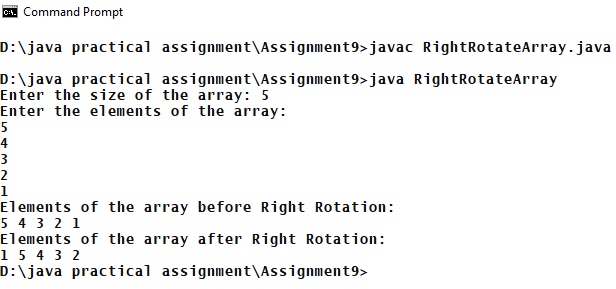 Command Prompt
D:\java practical assignment\Assignment9>javac RightRotateArray.java
D:\java practical assignment\Assignment9>java RightRotateArray
Enter the size of the array: 5
Enter the elements of the array:
5
4
3
2
1
Elements of the array before Right Rotation:
5 4 3 2 1
Elements of the array after Right Rotation:
1 5 4 3 2
D:\java practical assignment\Assignment9>